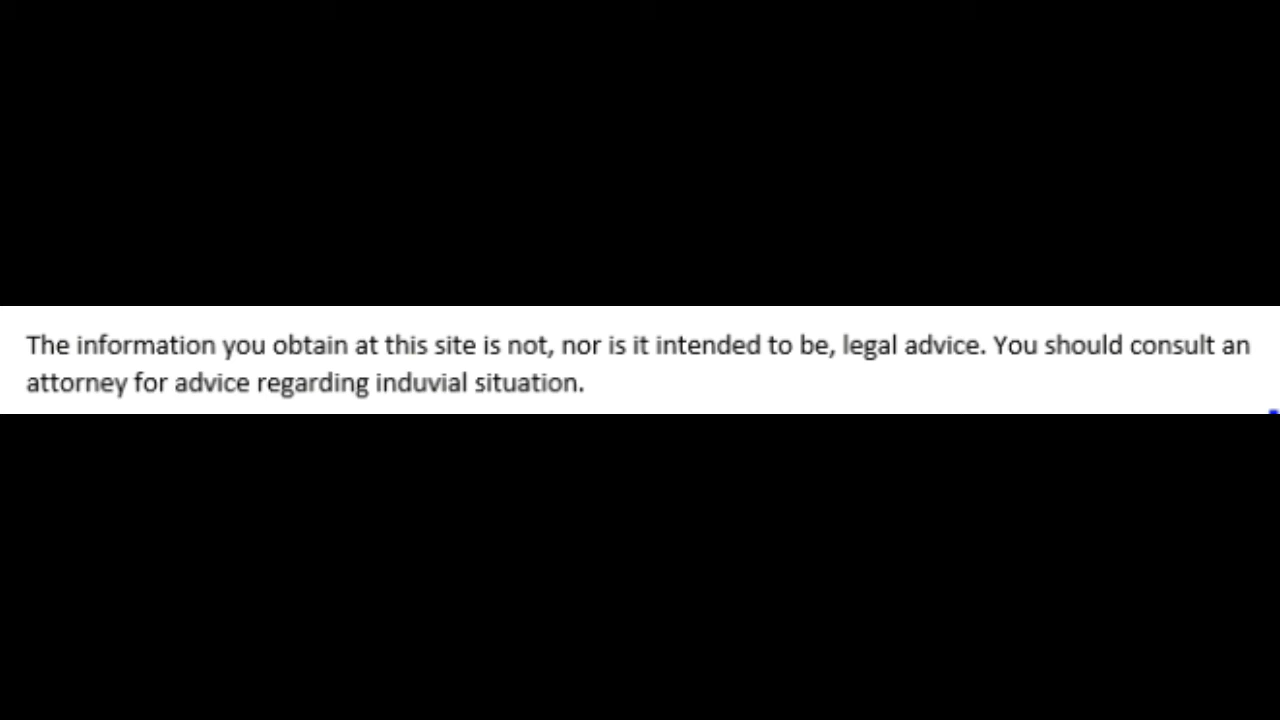 The information you obtain at this site is not, nor is it intended to be, legal advice. You should consult an
attorney for advice regarding induvial situation.